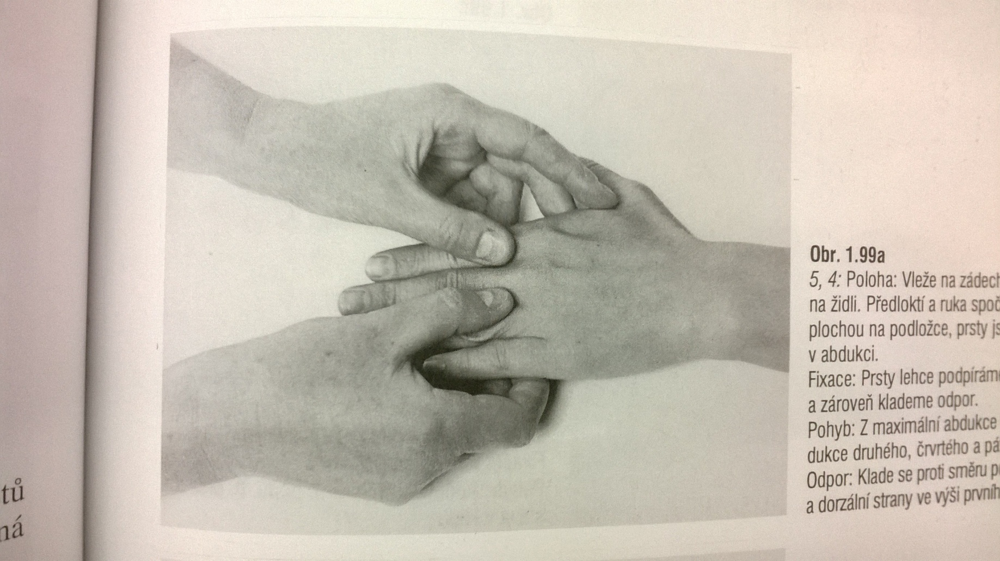 tů
ná
Obr. 1.99a
5, 4: Poloha: Vleže na zádech
na židli. Předloktí a ruka spoč
plochou na podložce, prsty js
v abdukci.
Fixace: Prsty lehce podpíráme
a zároveň klademe odpor.
Pohyb: Z maximální abdukce
dukce druhého, črvrtého a pá
Odpor: Klade se proti směru p
a dorzální strany ve výši prvníh